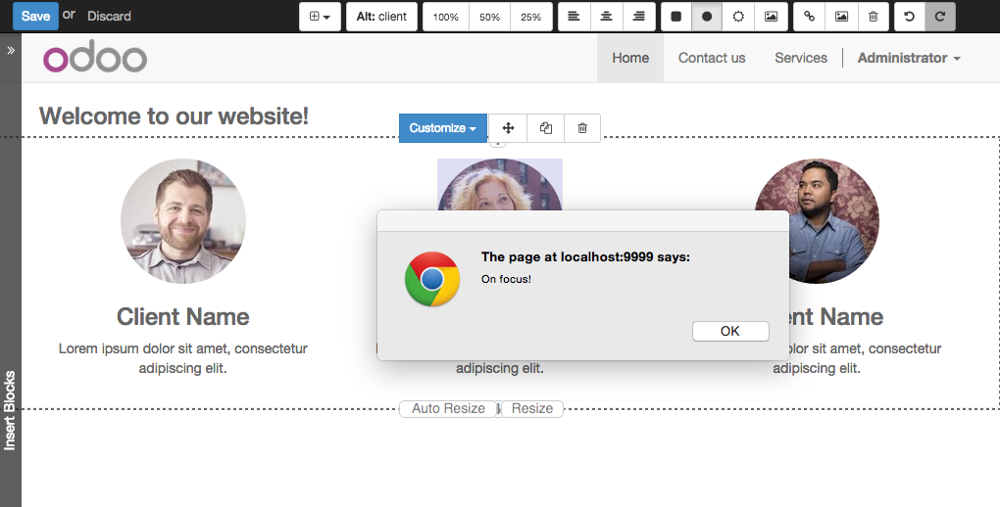 Save or Discard
Alt: client
100% 50% 25%
»
odoo
Home Contact us Services Administrator
Welcome to our website!
Customize
The page at localhost:9999 says:
On focus!
OK
Client Name
Lorem ipsum dolor sit amet, consectetur
adipiscing elit.
adipiscing elit.
ent Name
olor sit amet, consectetur
adipiscing elit.
Auto Resize Resize
Insert Blocks